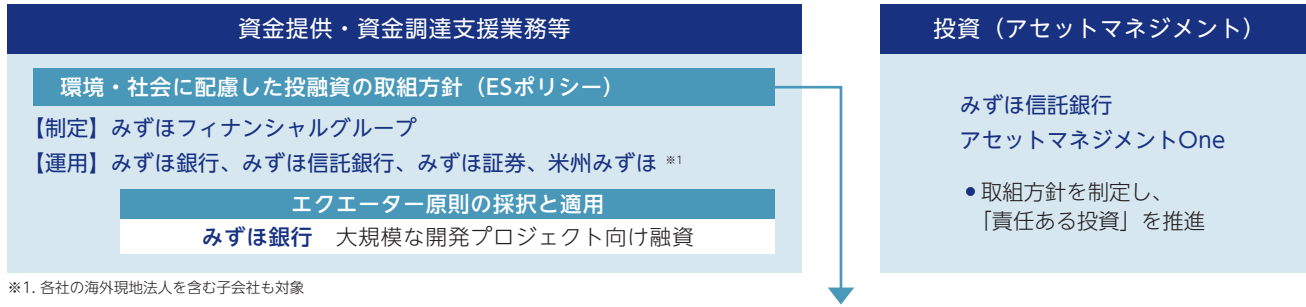 資金提供・資金調達支援業務等
環境・社会に配慮した投融資の取組方針（ESポリシー）
【制定】みずほフィナンシャルグループ
【運用】みずほ銀行、みずほ信託銀行、みずほ証券、米州みずほ ※1
エクエーター原則の採択と適用
みずほ銀行　大規模な開発プロジェクト向け融資
※1. 各社の海外現地法人を含む子会社も対象
投資（アセットマネジメント）
みずほ信託銀行
アセットマネジメントOne
●取組方針を制定し、
「責任ある投資」を推進